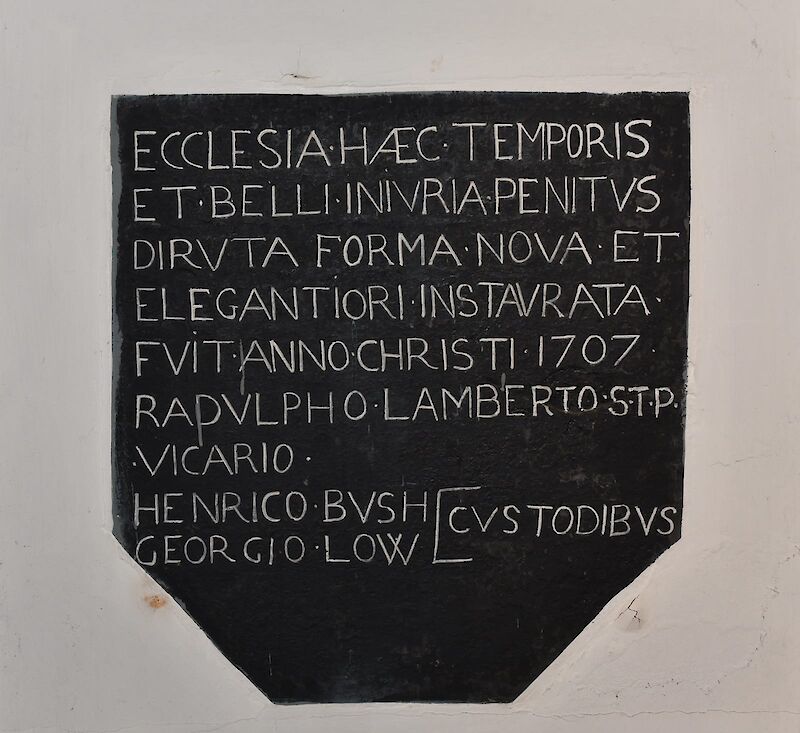 ECCLESIA·HÆC·TEMPORIS
ET·BELLI·INIVRIA·PENITVS
DIRVTA FORMA·NOVA·ET
ELEGANTIORI·INSTAVRATA·
FVIT·ANNO·CHRISTI·1707·
RADVLPHO·LAMBERTO·S·T·P·
·VICARIO·
HENRICO·BVSH [CVSTODIBVS
GEORGIO·LOW